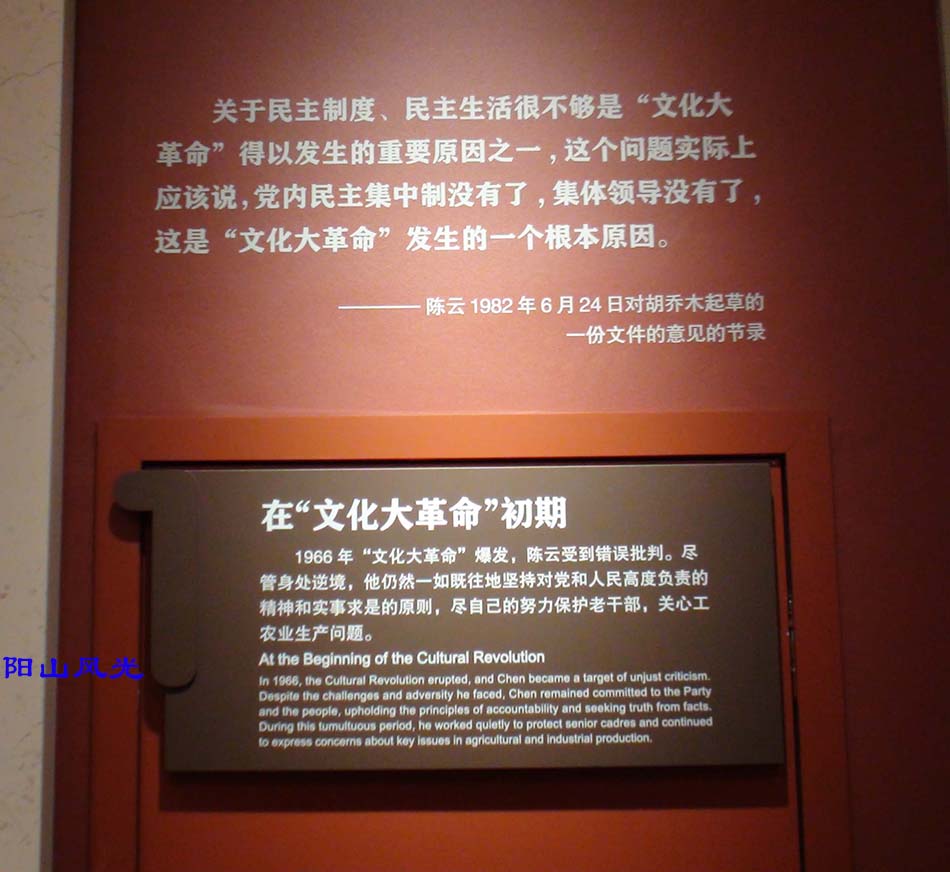 关于民主制度、民主生活很不够是“文化大
革命”得以发生的重要原因之一，这个问题实际上
应该说，党内民主集中制没有了，集体领导没有了，
这是“文化大革命”发生的一个根本原因。
————陈云1982年6月24日对胡乔木起草的
一份文件的意见的节录
在“文化大革命”初期
1966年“文化大革命”爆发，陈云受到错误批判。尽
管身处逆境，他仍然一如既往地坚持对党和人民高度负责的
精神和实事求是的原则，尽自己的努力保护老干部，关心工
农业生产问题。
At the Beginning of the Cultural Revolution
In 1966, the Cultural Revolution erupted, and Chen became a target of unjust criticism.
Despite the challenges and adversity he faced, Chen remained committed to the Party
and the people, upholding the principles of accountability and seeking truth from facts.
During this tumultuous period, he worked quietly to protect senior cadres and continued
to express concerns about key issues in agricultural and industrial production.
阳山风光